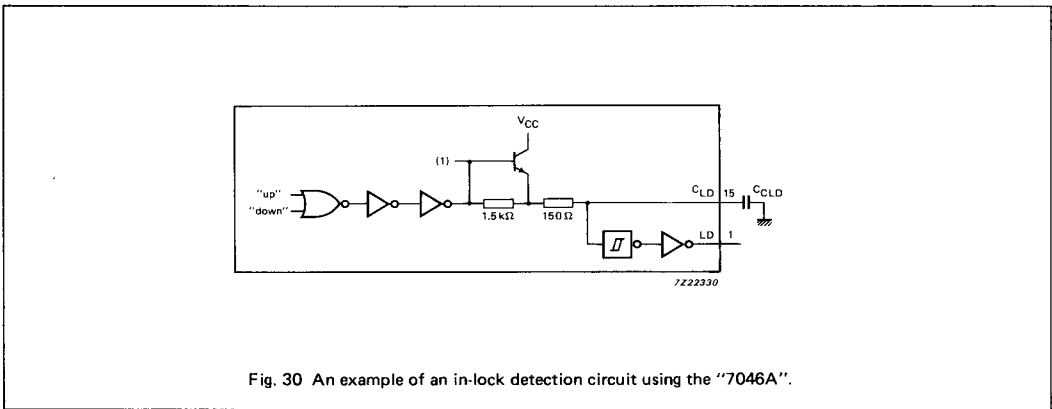 VCC
(1)
"up"
"down"
1.5 kΩ
150 Ω
CLD 15 CCLD
LD 1
7Z22330
Fig. 30 An example of an in-lock detection circuit using the "7046A".